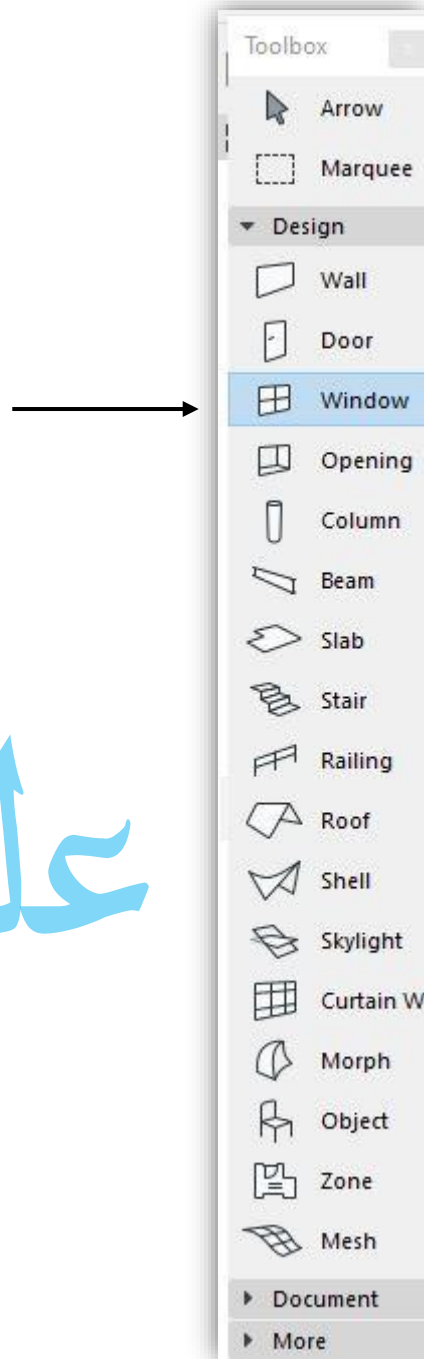 Toolbox
Arrow
Marquee
Design
Wall
Door
Window
Opening
Column
Beam
Slab
Stair
Railing
Roof
Shell
Skylight
Curtain W
Morph
Object
Zone
Mesh
Document
More